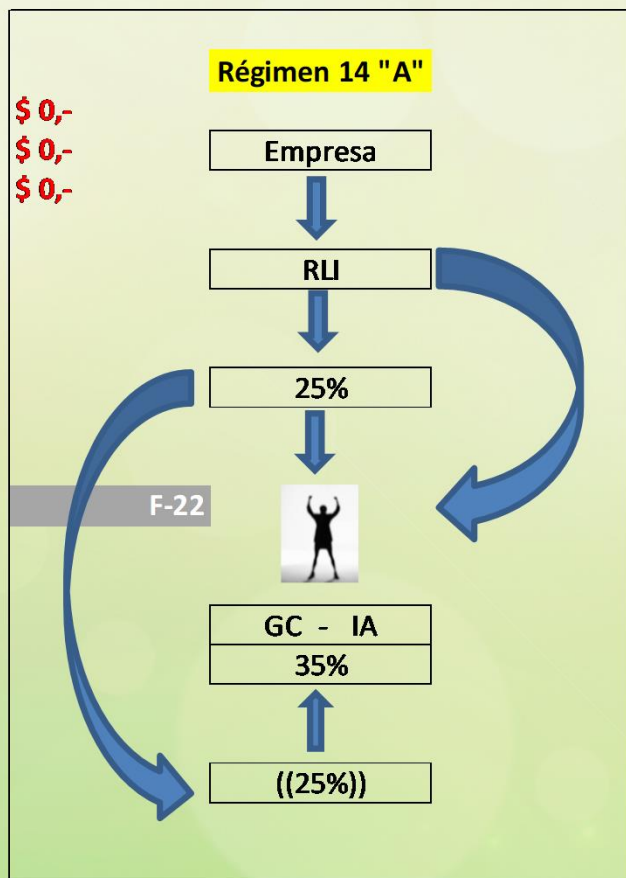 Régimen 14 "A"
$ 0,-
$ 0,-
$ 0,-
Empresa
RLI
25%
F-22
GC - IA
35%
((25%))